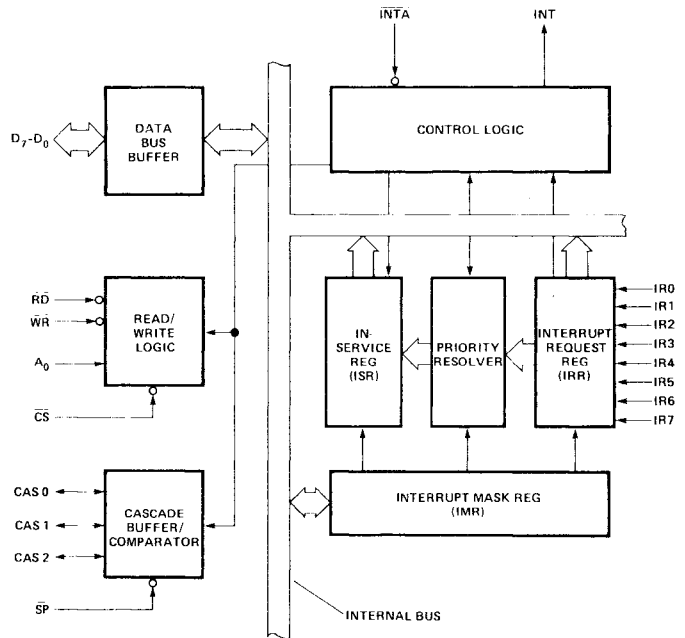 INTA
INT
D7-D0
DATA
BUS
BUFFER
CONTROL LOGIC
RD
WR
A0
CS
READ/
WRITE
LOGIC
IN-
SERVICE
REG
(ISR)
PRIORITY
RESOLVER
INTERRUPT
REQUEST
REG
(IRR)
IR0
IR1
IR2
IR3
IR4
IR5
IR6
IR7
CAS 0
CAS 1
CAS 2
SP
CASCADE
BUFFER/
COMPARATOR
INTERRUPT MASK REG
(IMR)
INTERNAL BUS